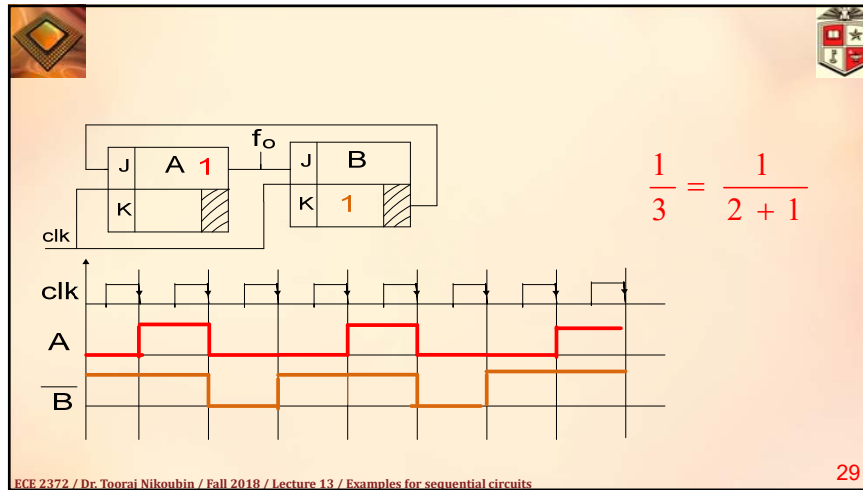 fo
J A 1
K
J B
K 1
clk
1/3 = 1/(2 + 1)
clk
A
B̅
ECE 2372 / Dr. Tooraj Nikoubin / Fall 2018 / Lecture 13 / Examples for sequential circuits
29